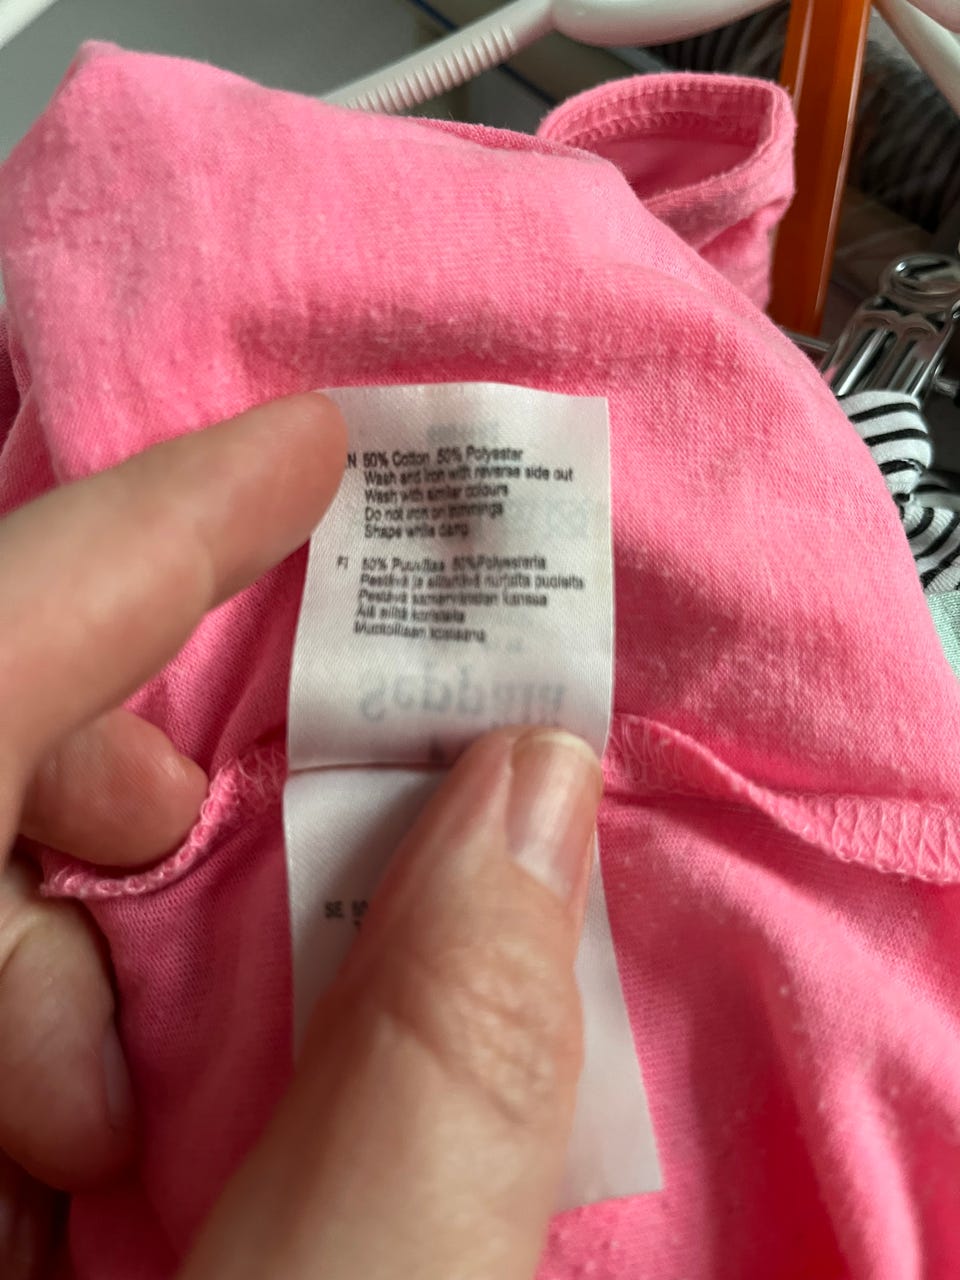 N 50% Cotton 50% Polyester
Wash and iron with reverse side out
Wash with similar colours
Do not iron on trimmings
Shape while damp
FI 50% Puuvillaa 50%Polyesteria
Pestävä ja silitettävä nurjalta puolelta
Pestävä samanväristen kanssa
Älä silitä koristeita
Muotoillaan kosteana
SE